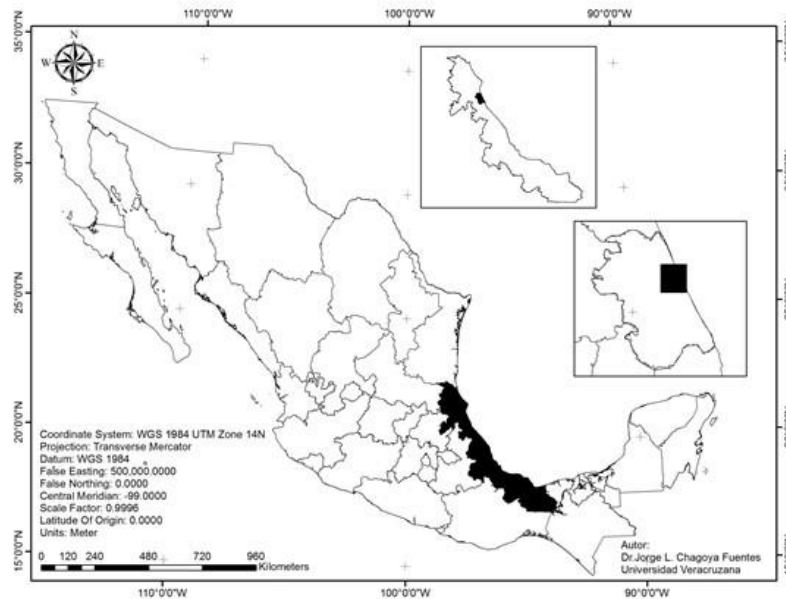 110°0'0"W 100°0'0"W 90°0'0"W
N
W E
S
35°0'0"N
30°0'0"N
25°0'0"N
20°0'0"N
15°0'0"N
Coordinate System: WGS 1984 UTM Zone 14N
Projection: Transverse Mercator
Datum: WGS 1984
False Easting: 500,000.0000
False Northing: 0.0000
Central Meridian: -99.0000
Scale Factor: 0.9996
Latitude Of Origin: 0.0000
Units: Meter
0 120 240 480 720 960
Kilometers
Autor:
Dr.Jorge L. Chagoya Fuentes
Universidad Veracruzana
110°0'0"W 100°0'0"W 90°0'0"W